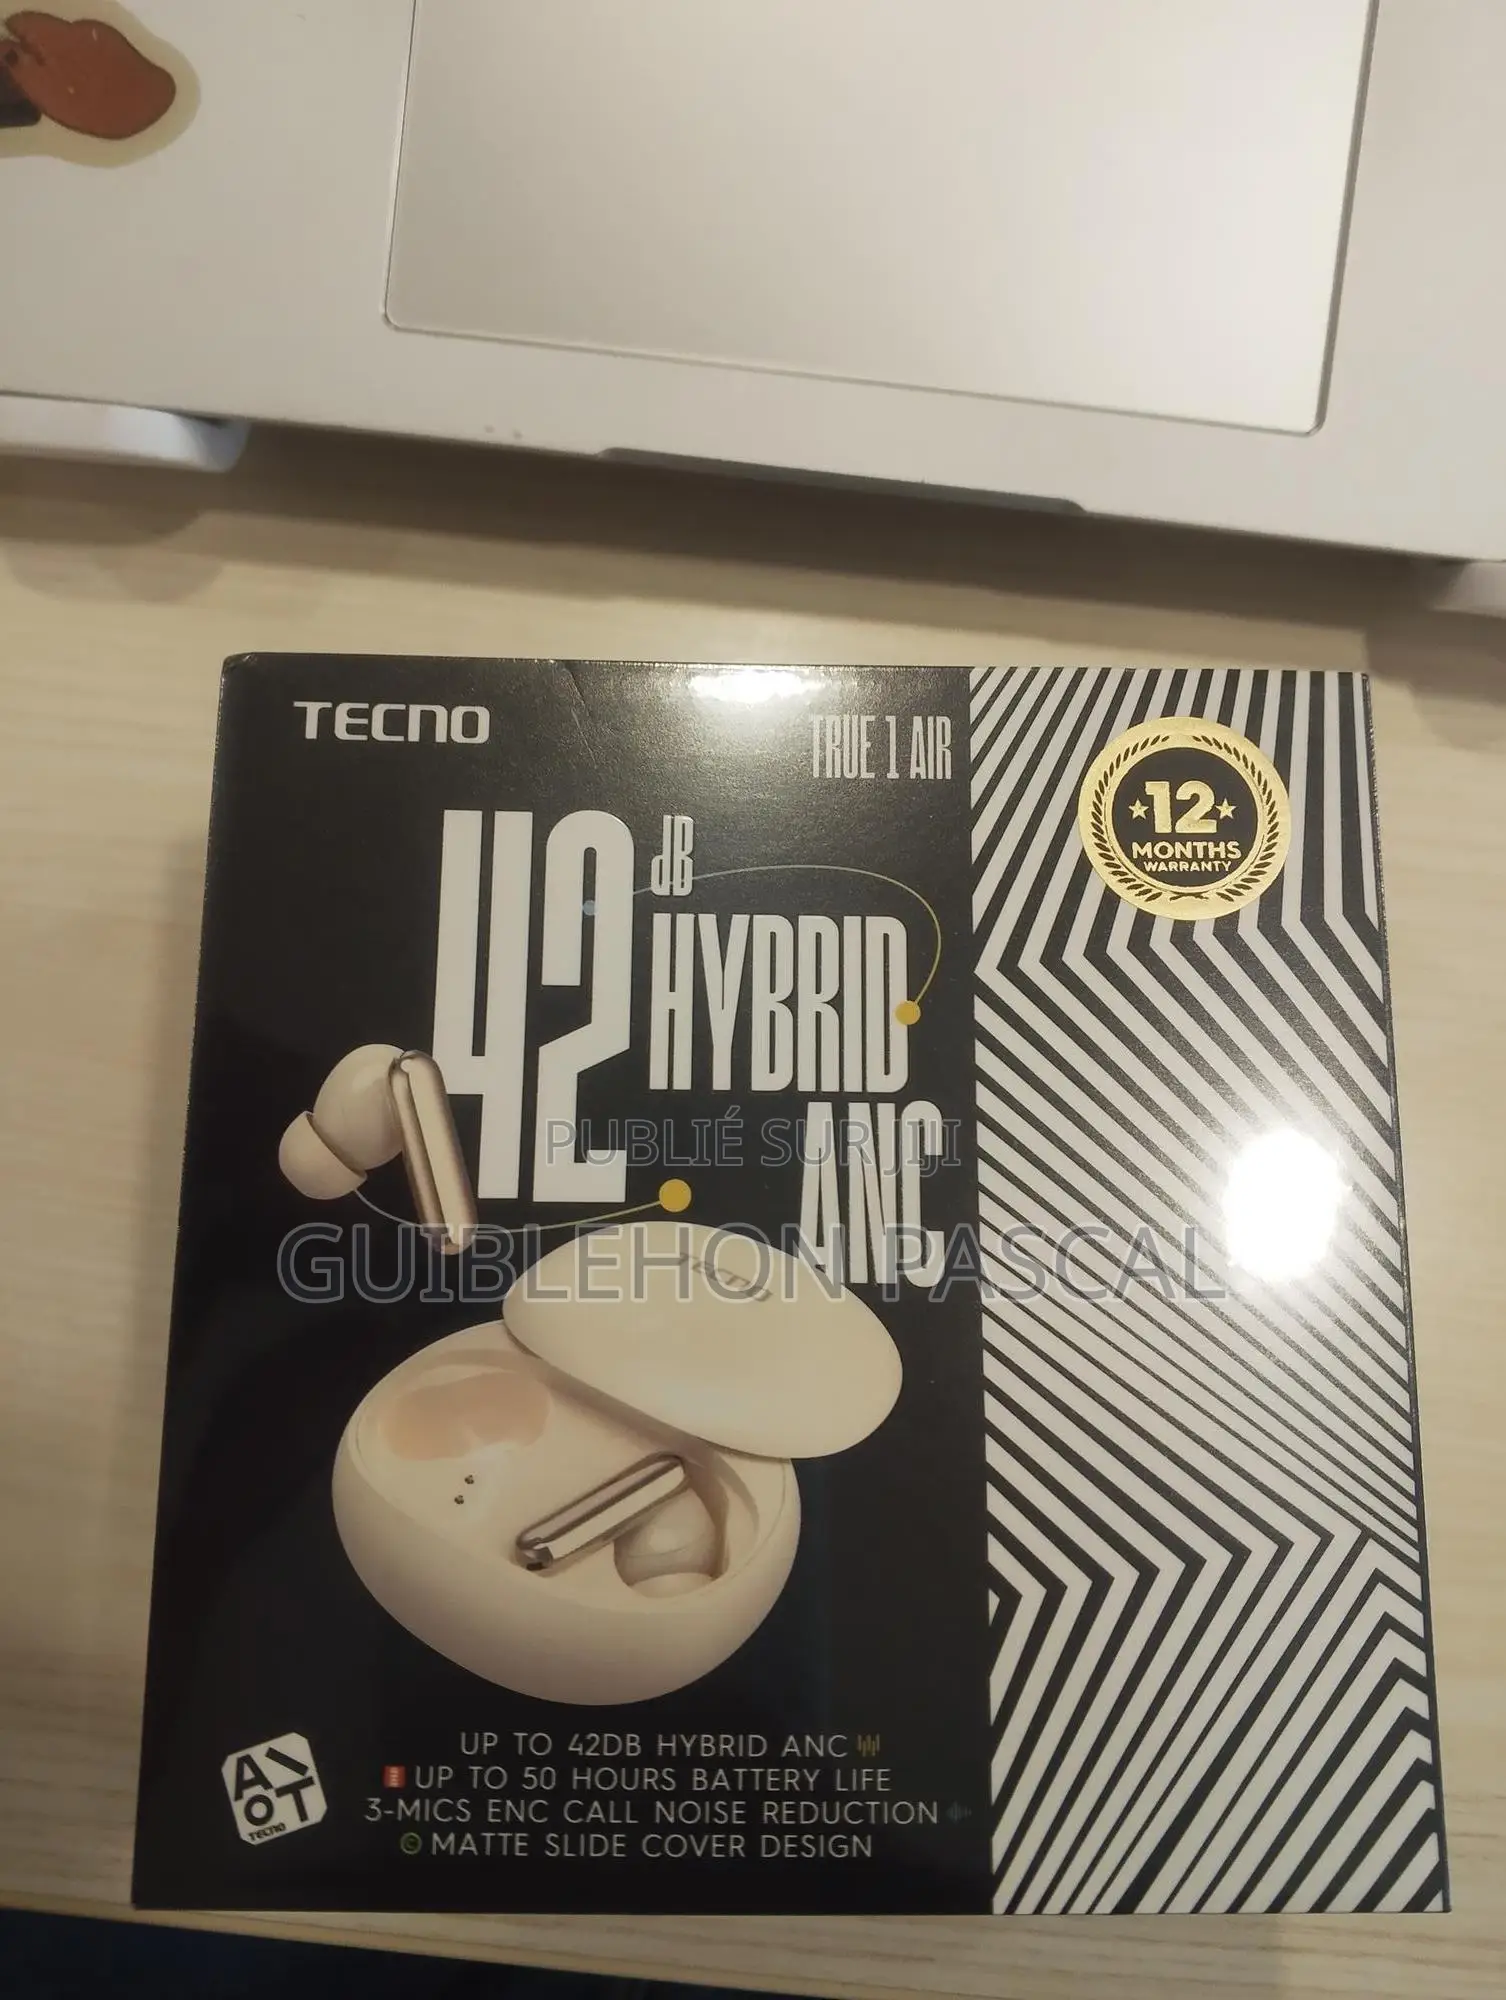 TECNO
TRUE 1 AIR
12
MONTHS
WARRANTY
42 dB
HYBRID
ANC
PUBLIÉ SUR JIJI
GUIBLEHON PASCAL
TECNO
UP TO 42DB HYBRID ANC
UP TO 50 HOURS BATTERY LIFE
3-MICS ENC CALL NOISE REDUCTION
MATTE SLIDE COVER DESIGN
AIOT
TECNO